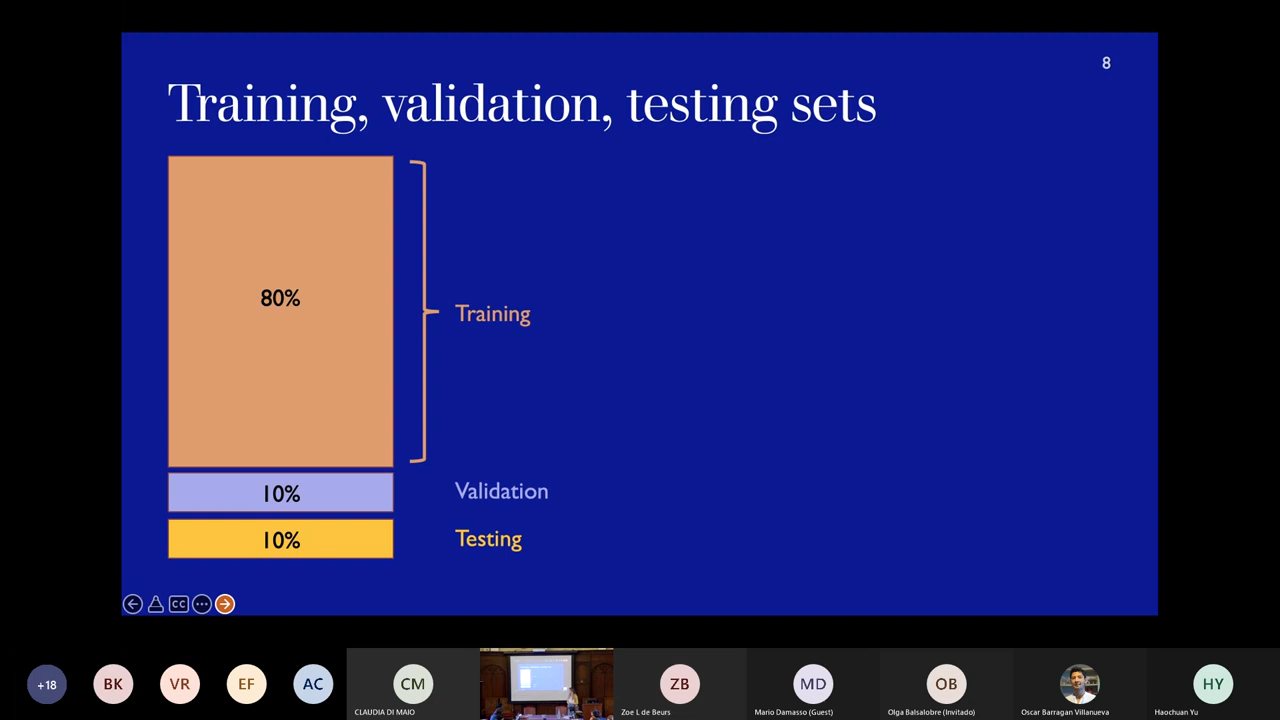 8
Training, validation, testing sets
80%
Training
10%
Validation
10%
Testing
CC
+18
BK
VR
EF
AC
CM
ZB
MD
OB
HY
CLAUDIA DI MAIO
Zoe L de Beurs
Mario Damasso (Guest)
Olga Balsalobre (Invitado)
Oscar Barragan Villanueva
Haochuan Yu